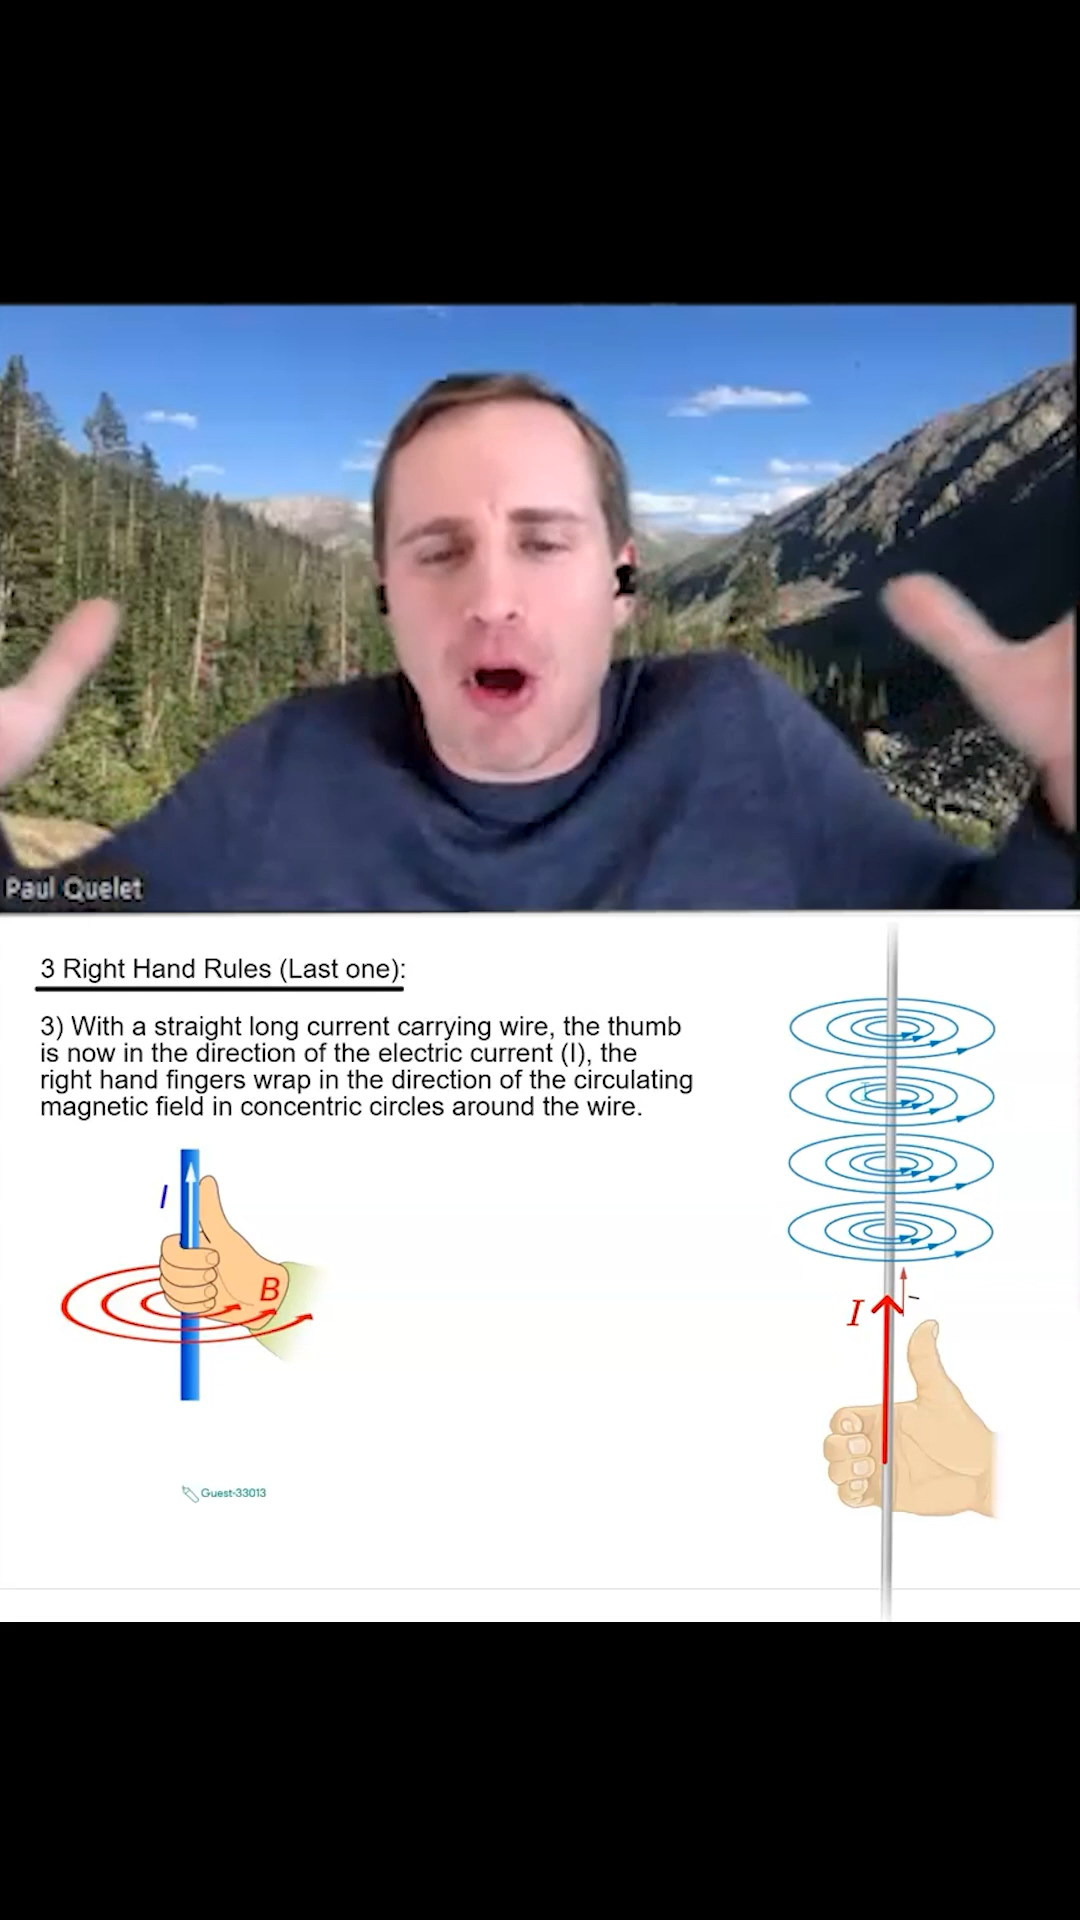 Paul Quelet
3 Right Hand Rules (Last one):
3) With a straight long current carrying wire, the thumb
is now in the direction of the electric current (I), the
right hand fingers wrap in the direction of the circulating
magnetic field in concentric circles around the wire.
I
B
I
Guest-33013